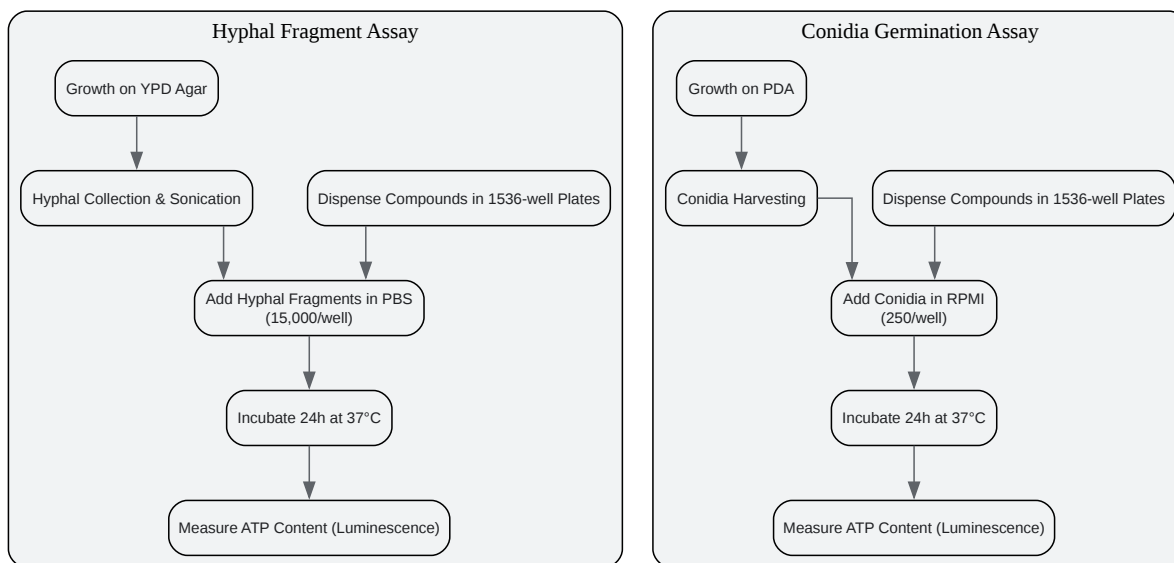 Hyphal Fragment Assay
Growth on YPD Agar
Hyphal Collection & Sonication
Dispense Compounds in 1536-well Plates
Add Hyphal Fragments in PBS
(15,000/well)
Incubate 24h at 37°C
Measure ATP Content (Luminescence)
Conidia Germination Assay
Growth on PDA
Conidia Harvesting
Dispense Compounds in 1536-well Plates
Add Conidia in RPMI
(250/well)
Incubate 24h at 37°C
Measure ATP Content (Luminescence)